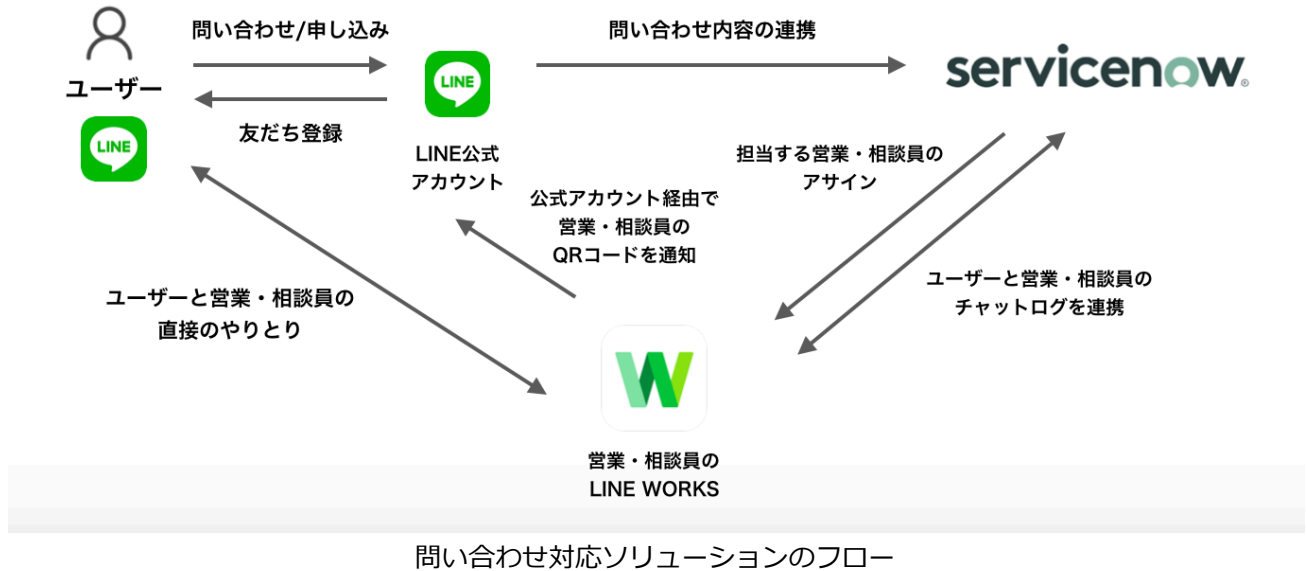 問い合わせ/申し込み
問い合わせ内容の連携
servicenow®
ユーザー
LINE
友だち登録
LINE
LINE公式
アカウント
担当する営業・相談員の
アサイン
公式アカウント経由で
営業・相談員の
QRコードを通知
ユーザーと営業・相談員の
チャットログを連携
ユーザーと営業・相談員の
直接のやりとり
W
営業・相談員の
LINE WORKS
問い合わせ対応ソリューションのフロー